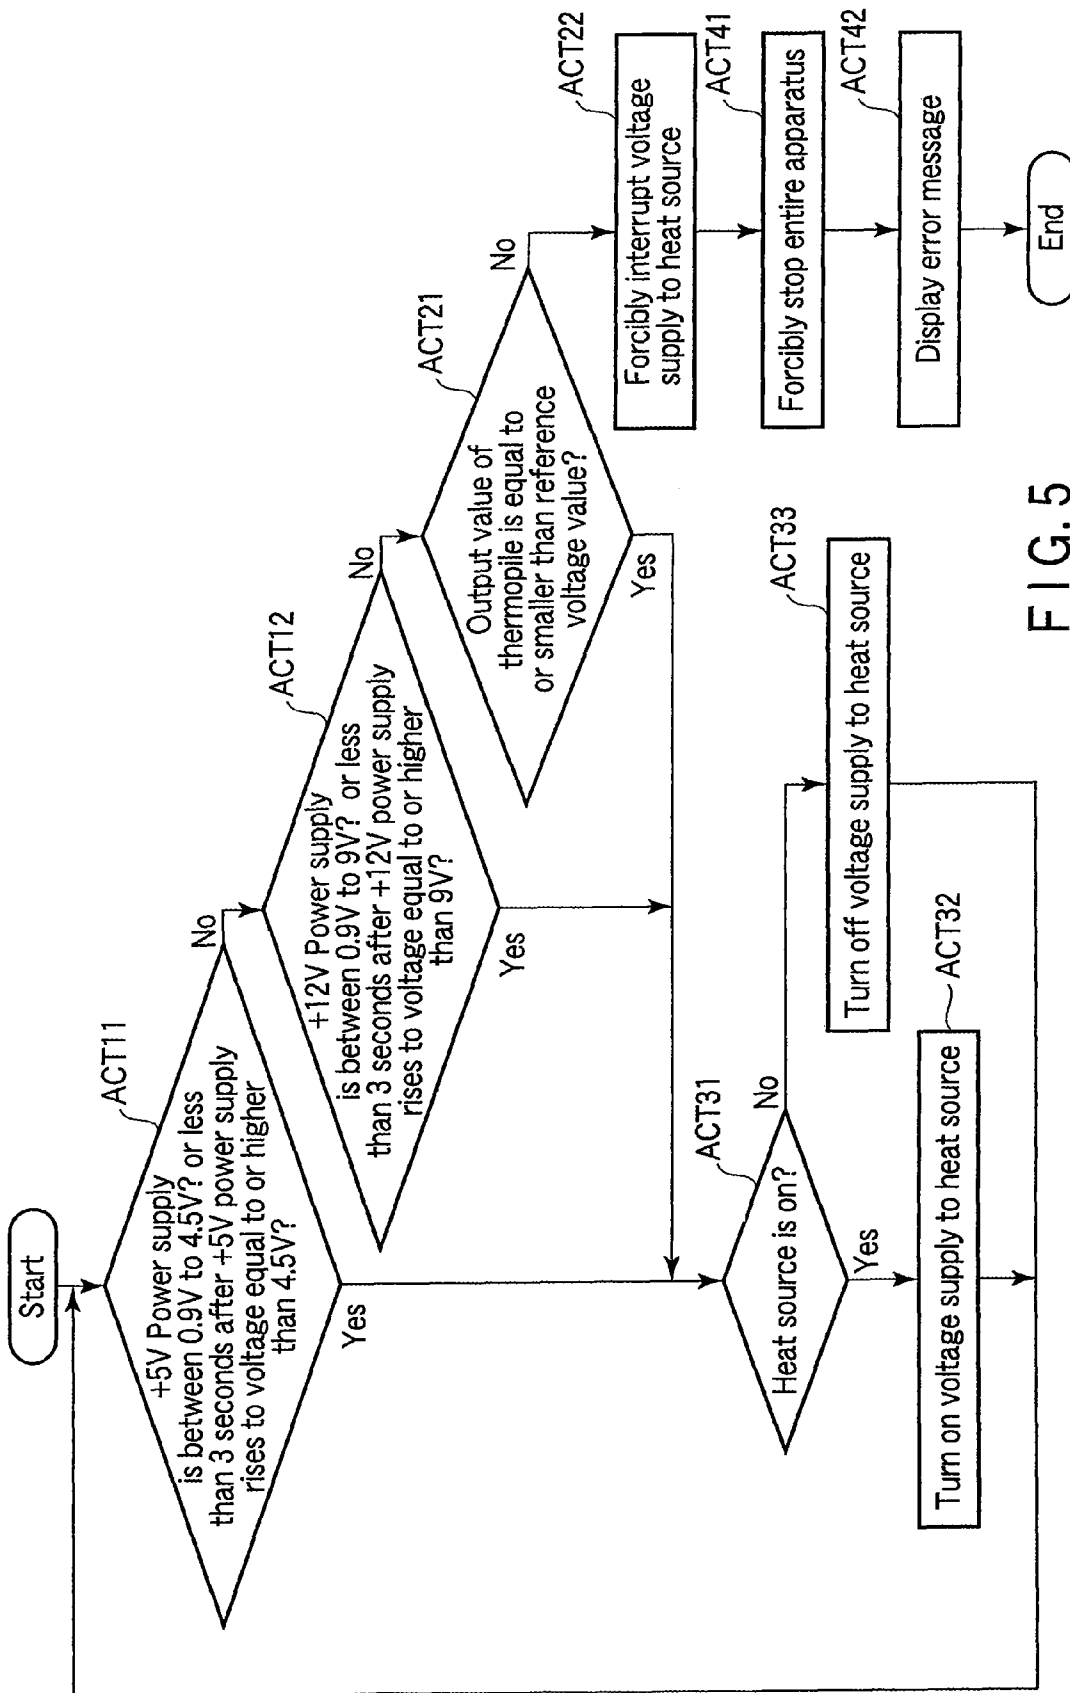 Start
ACT11
+5V Power supply
is between 0.9V to 4.5V? or less
than 3 seconds after +5V power supply
rises to voltage equal to or higher
than 4.5V?
No
Yes
ACT12
+12V Power supply
is between 0.9V to 9V? or less
than 3 seconds after +12V power supply
rises to voltage equal to or higher
than 9V?
No
Yes
ACT21
Output value of
thermopile is equal to
or smaller than reference
voltage value?
No
Yes
ACT22
Forcibly interrupt voltage
supply to heat source
ACT41
Forcibly stop entire apparatus
ACT42
Display error message
End
ACT31
Heat source is on?
No
Yes
ACT33
Turn off voltage supply to heat source
ACT32
Turn on voltage supply to heat source
FIG. 5